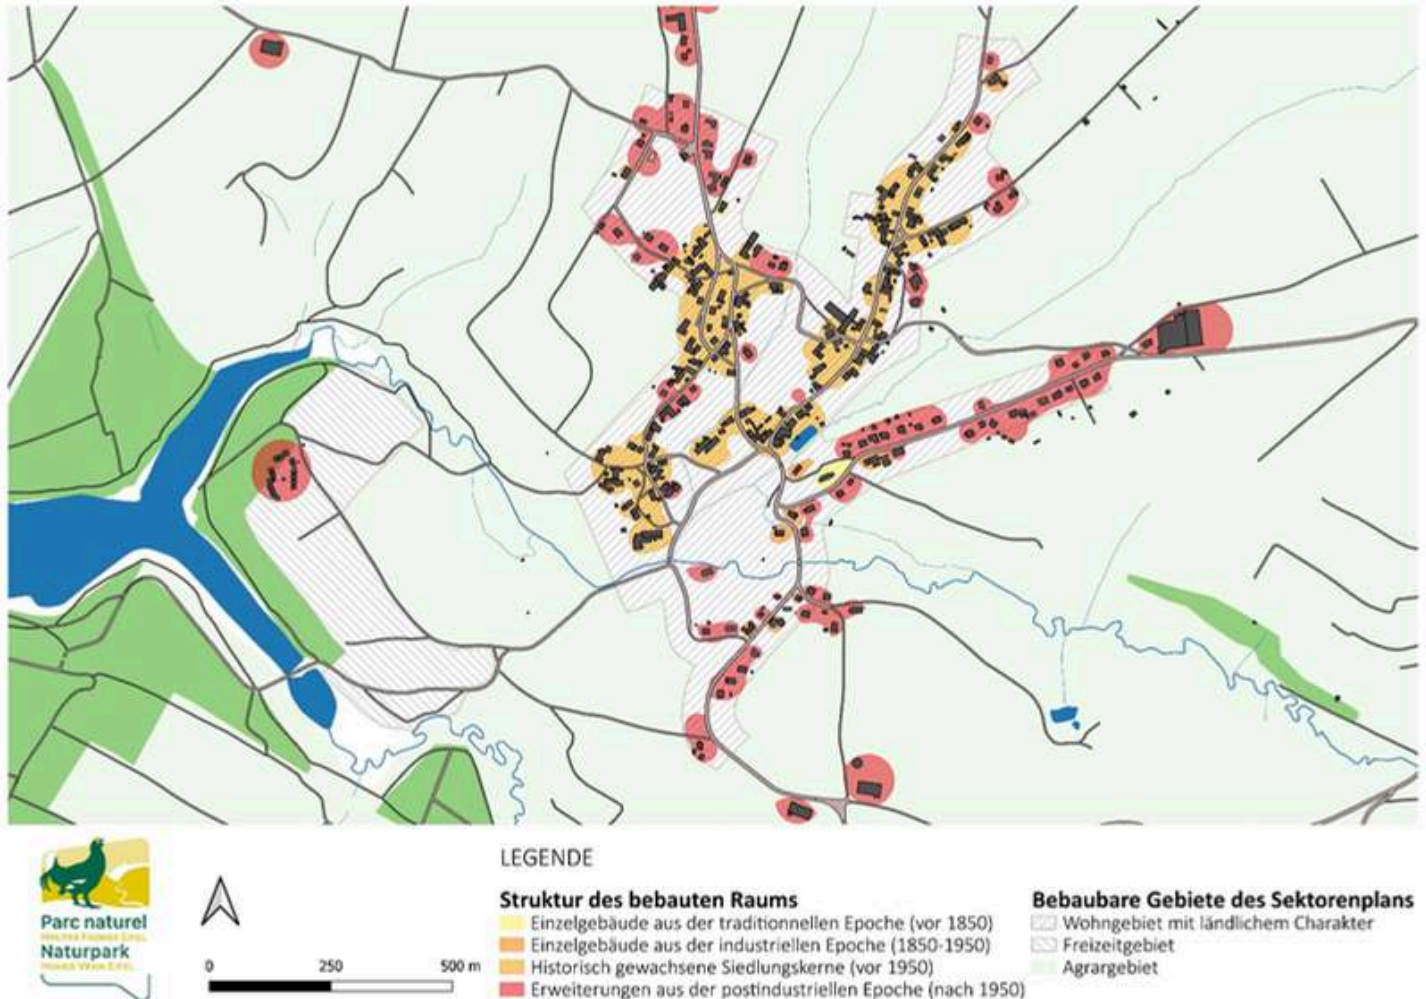 LEGENDE
Struktur des bebauten Raums
Einzelgebäude aus der traditionnellen Epoche (vor 1850)
Einzelgebäude aus der industriellen Epoche (1850-1950)
Historisch gewachsene Siedlungskerne (vor 1950)
Erweiterungen aus der postindustriellen Epoche (nach 1950)
Bebaubare Gebiete des Sektorenplans
Wohngebiet mit ländlichem Charakter
Freizeitgebiet
Agrargebiet
Parc naturel
Naturpark
0 250 500 m